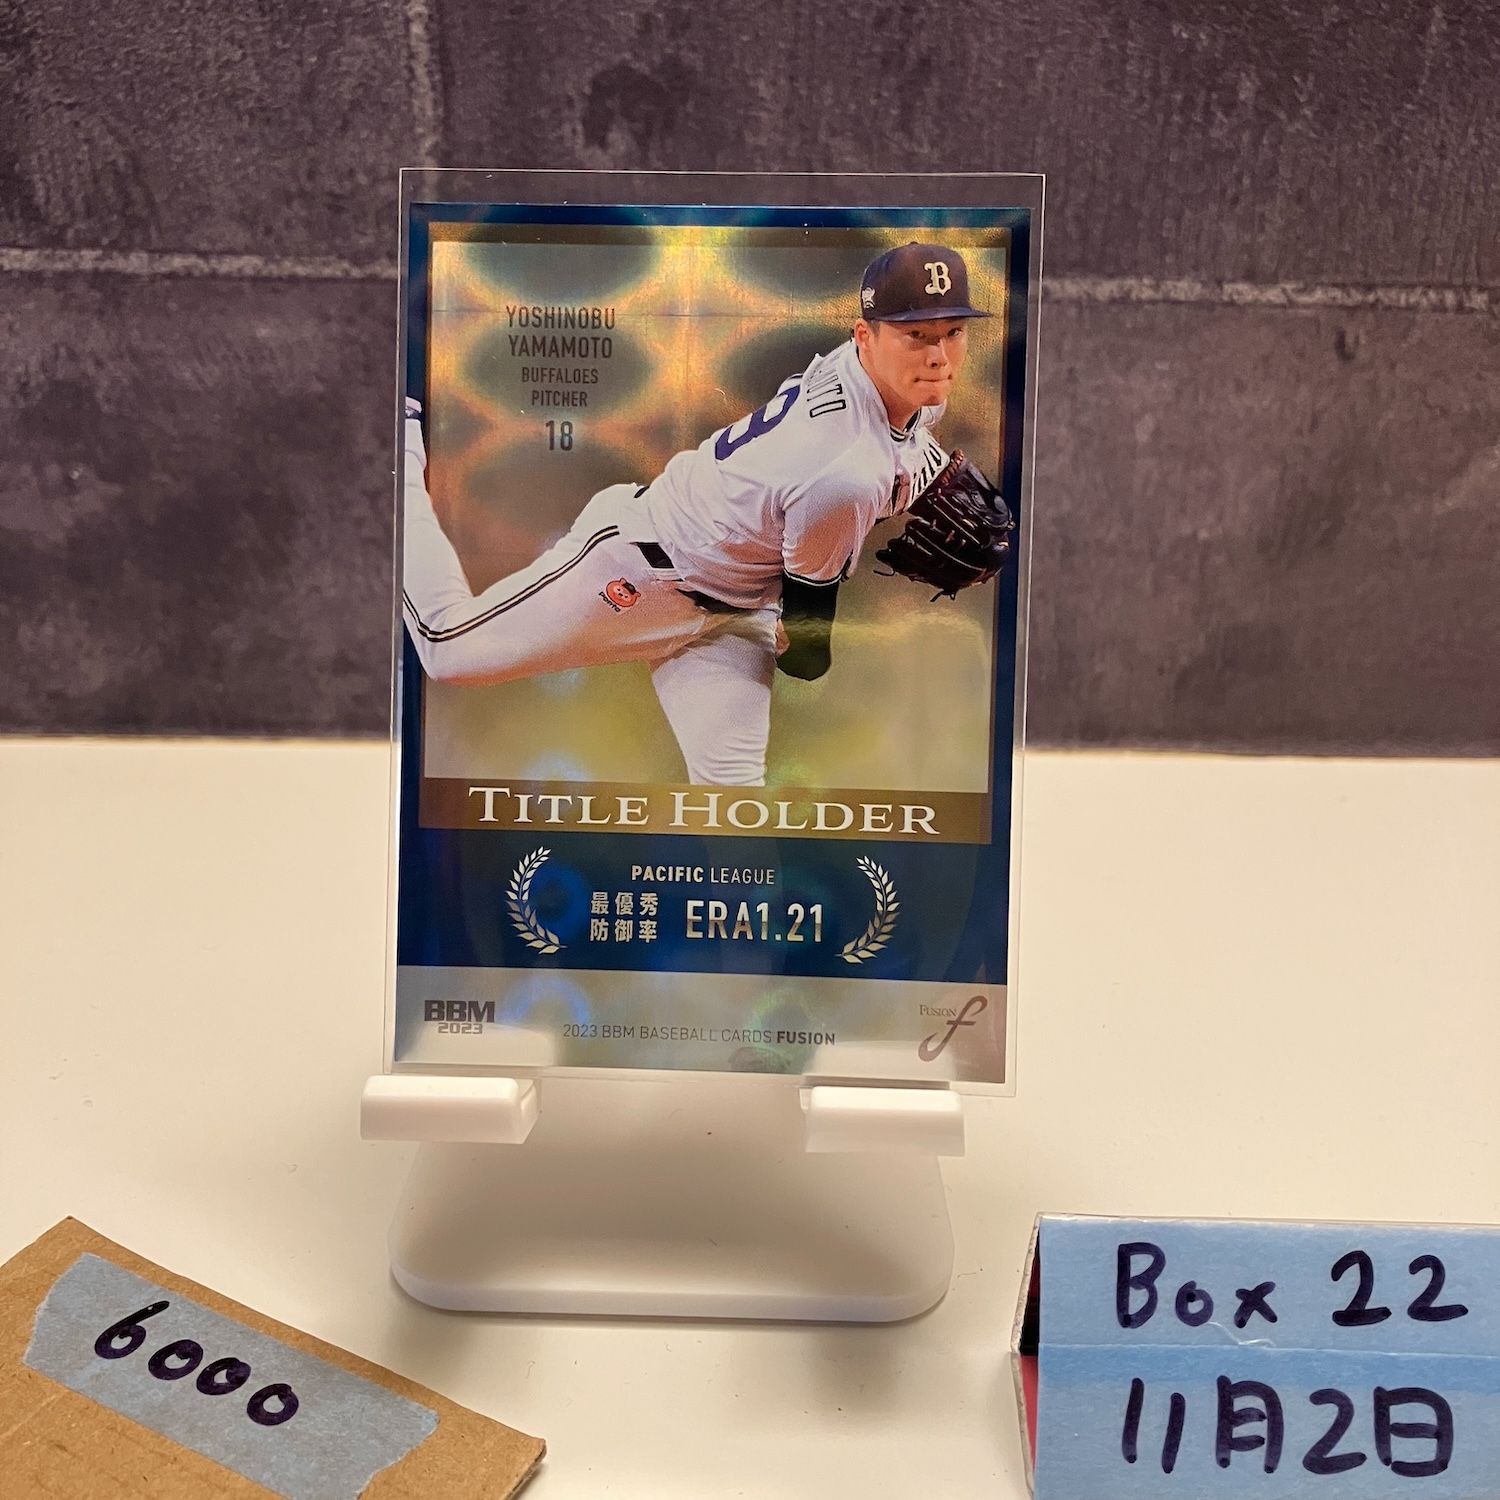 B
YOSHINOBU
YAMAMOTO
BUFFALOES
PITCHER
18
ponta
TITLE HOLDER
PACIFIC LEAGUE
最優秀
防御率
ERA1.21
BBM
2023
2023 BBM BASEBALL CARDS FUSION
FUSION
f
6000
Box 22
11月2日